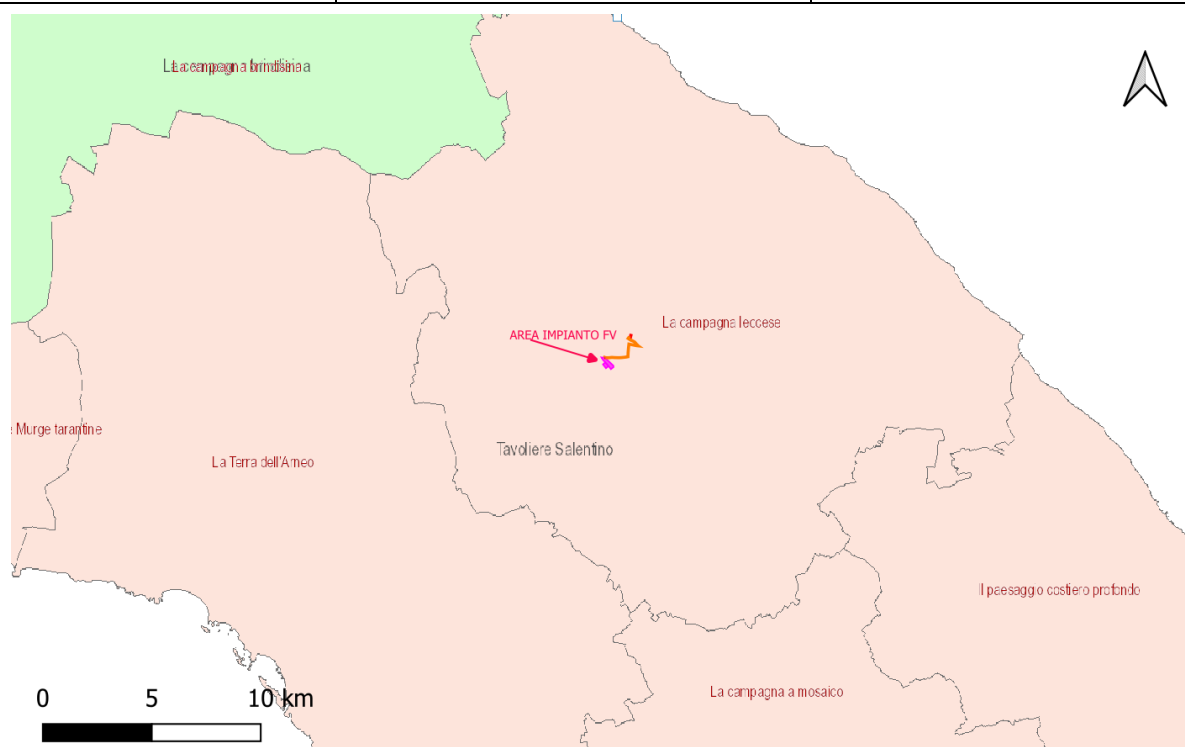 La campagna brindisina
La campagna leccese
AREA IMPIANTO FV
Murge tarantine
Tavoliere Salentino
La Terra dell'Arneo
Il paesaggio costiero profondo
La campagna a mosaico
0 5 10 km